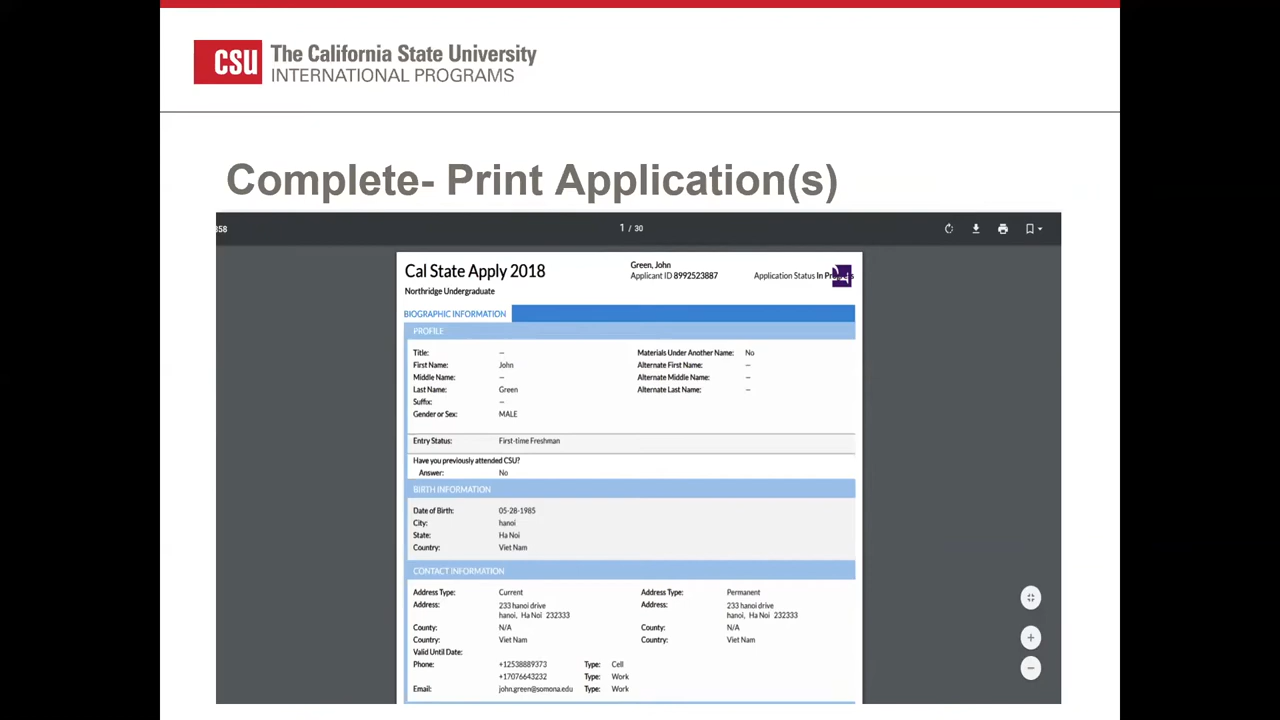 CSU The California State University
INTERNATIONAL PROGRAMS
Complete- Print Application(s)
358 1 / 30
Cal State Apply 2018
Green, John
Applicant ID 8992523887
Application Status In
Northridge Undergraduate
BIOGRAPHIC INFORMATION
PROFILE
Title: -- Materials Under Another Name: No
First Name: John Alternate First Name: --
Middle Name: -- Alternate Middle Name: --
Last Name: Green Alternate Last Name: --
Suffix: --
Gender or Sex: MALE
Entry Status: First-time Freshman
Have you previously attended CSU?
Answer: No
BIRTH INFORMATION
Date of Birth: 05-28-1985
City: hanoi
State: Ha Noi
Country: Viet Nam
CONTACT INFORMATION
Address Type: Current Address Type: Permanent
Address: 233 hanoi drive Address: 233 hanoi drive
hanoi, Ha Noi 232333 hanoi, Ha Noi 232333
County: N/A County: N/A
Country: Viet Nam Country: Viet Nam
Valid Until Date:
Phone: +12538889373 Type: Cell
+17076643232 Type: Work
Email: john.green@somona.edu Type: Work